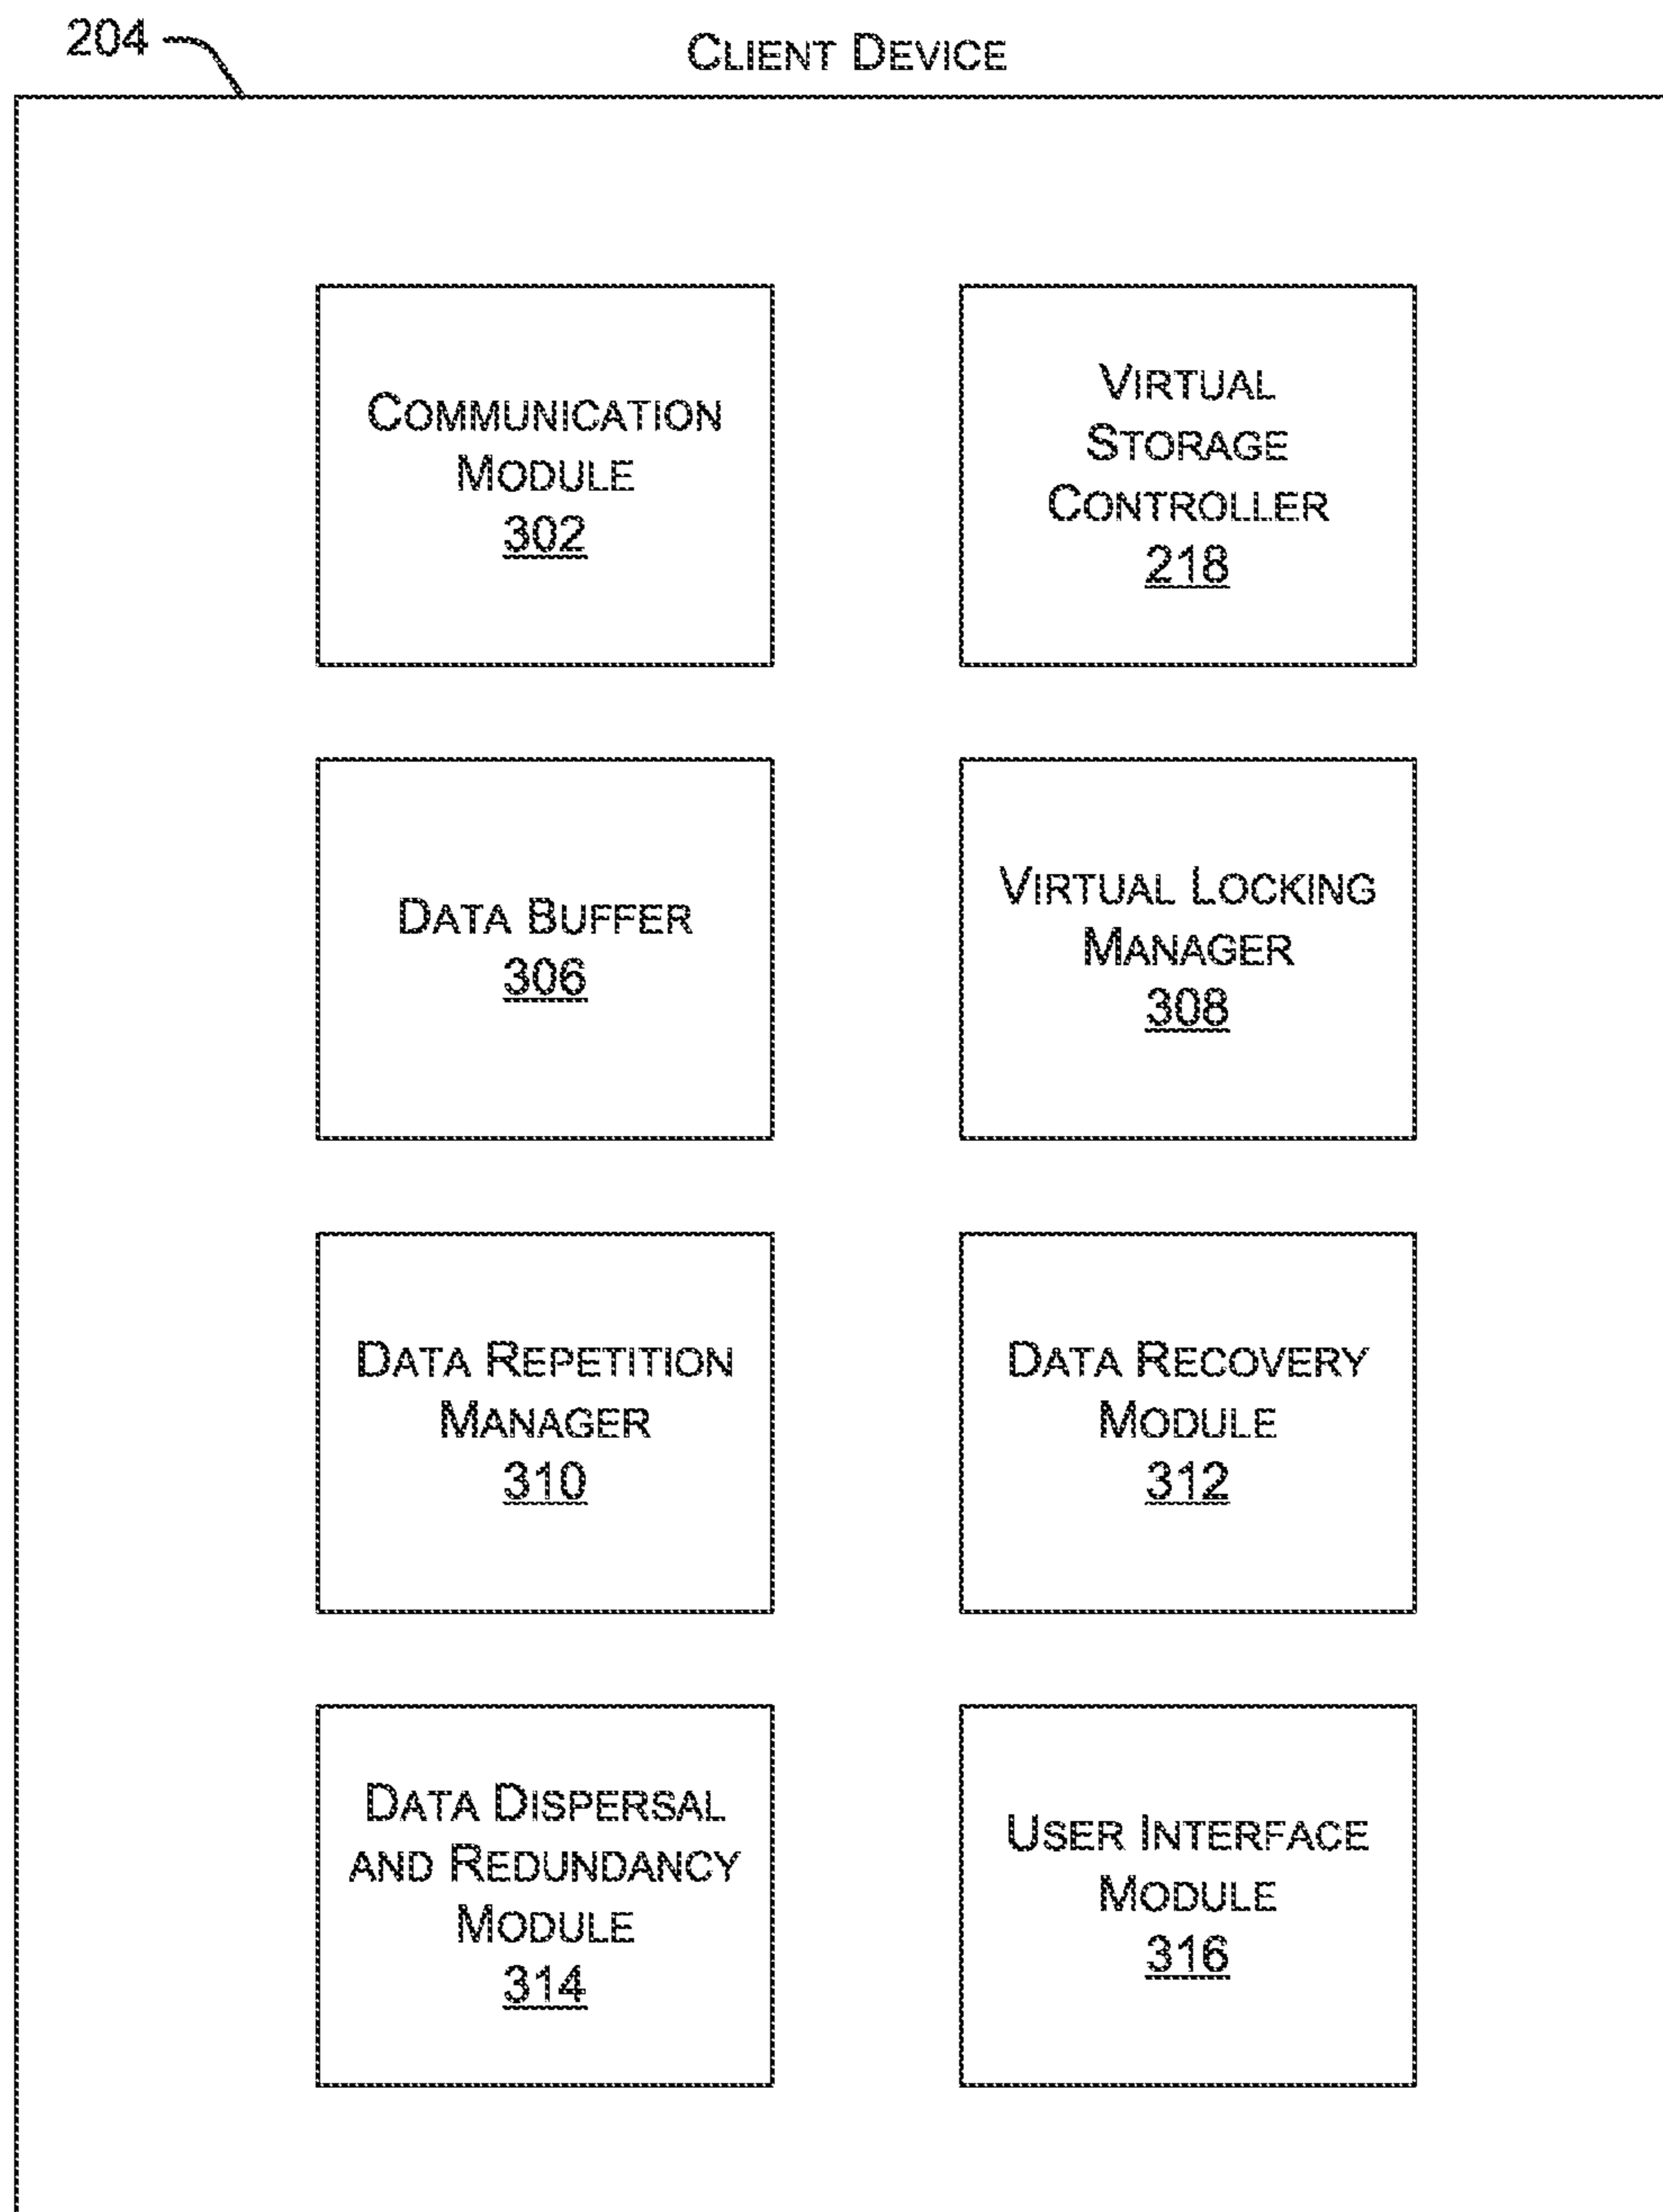 204
CLIENT DEVICE
COMMUNICATION
MODULE
302
VIRTUAL
STORAGE
CONTROLLER
218
DATA BUFFER
306
VIRTUAL LOCKING
MANAGER
308
DATA REPETITION
MANAGER
310
DATA RECOVERY
MODULE
312
DATA DISPERSAL
AND REDUNDANCY
MODULE
314
USER INTERFACE
MODULE
316